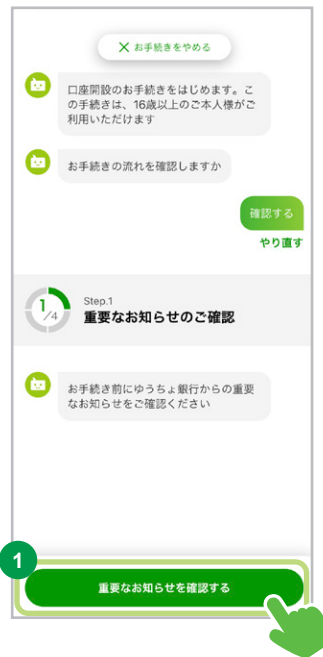 × お手続きをやめる
口座開設のお手続きをはじめます。こ
の手続きは、16歳以上のご本人様がご
利用いただけます
お手続きの流れを確認しますか
確認する
やり直す
1/4
Step.1
重要なお知らせのご確認
お手続き前にゆうちょ銀行からの重要
なお知らせをご確認ください
1
重要なお知らせを確認する